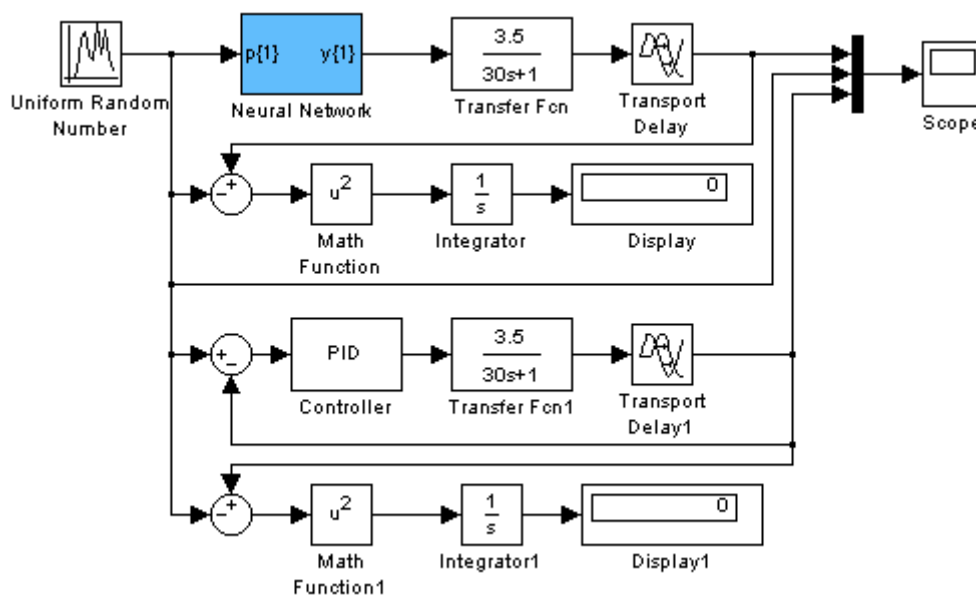 p{1} y{1}
3.5
30s+1
Uniform Random
Number
Neural Network
Transfer Fcn
Transport
Delay
Scope
u2
1
s
0
Math
Function
Integrator
Display
PID
3.5
30s+1
Controller
Transfer Fcn1
Transport
Delay1
u2
1
s
0
Math
Function1
Integrator1
Display1